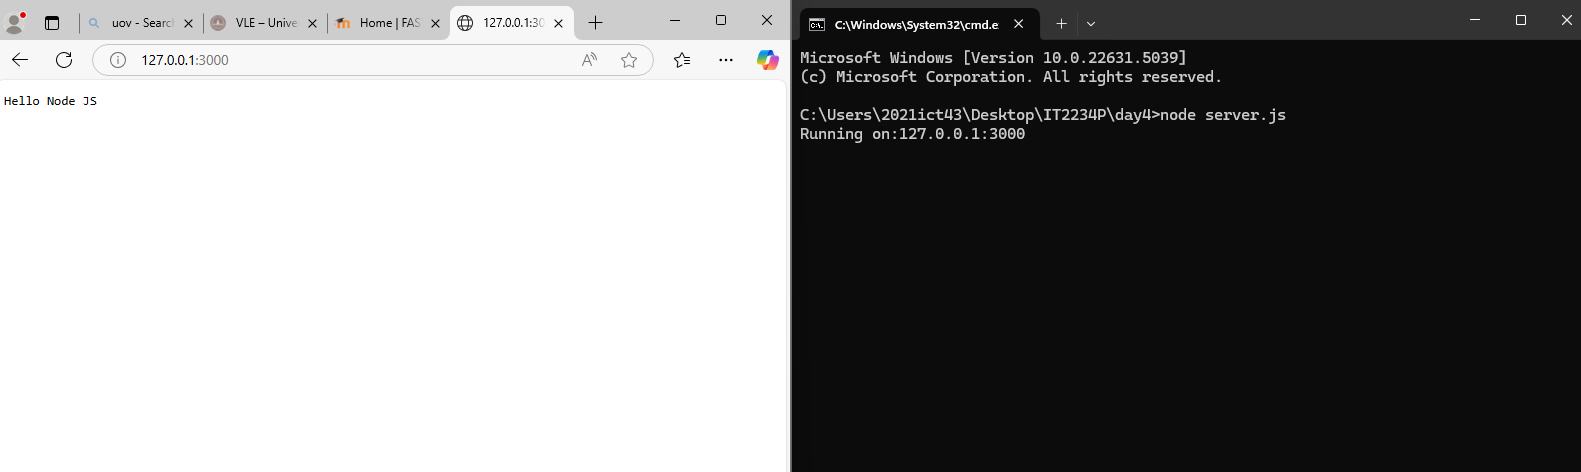 uov - Searc
VLE – Unive
Home | FAS
127.0.0.1:30
127.0.0.1:3000
Hello Node JS
C:\Windows\System32\cmd.e
Microsoft Windows [Version 10.0.22631.5039]
(c) Microsoft Corporation. All rights reserved.
C:\Users\2021ict43\Desktop\IT2234P\day4>node server.js
Running on:127.0.0.1:3000